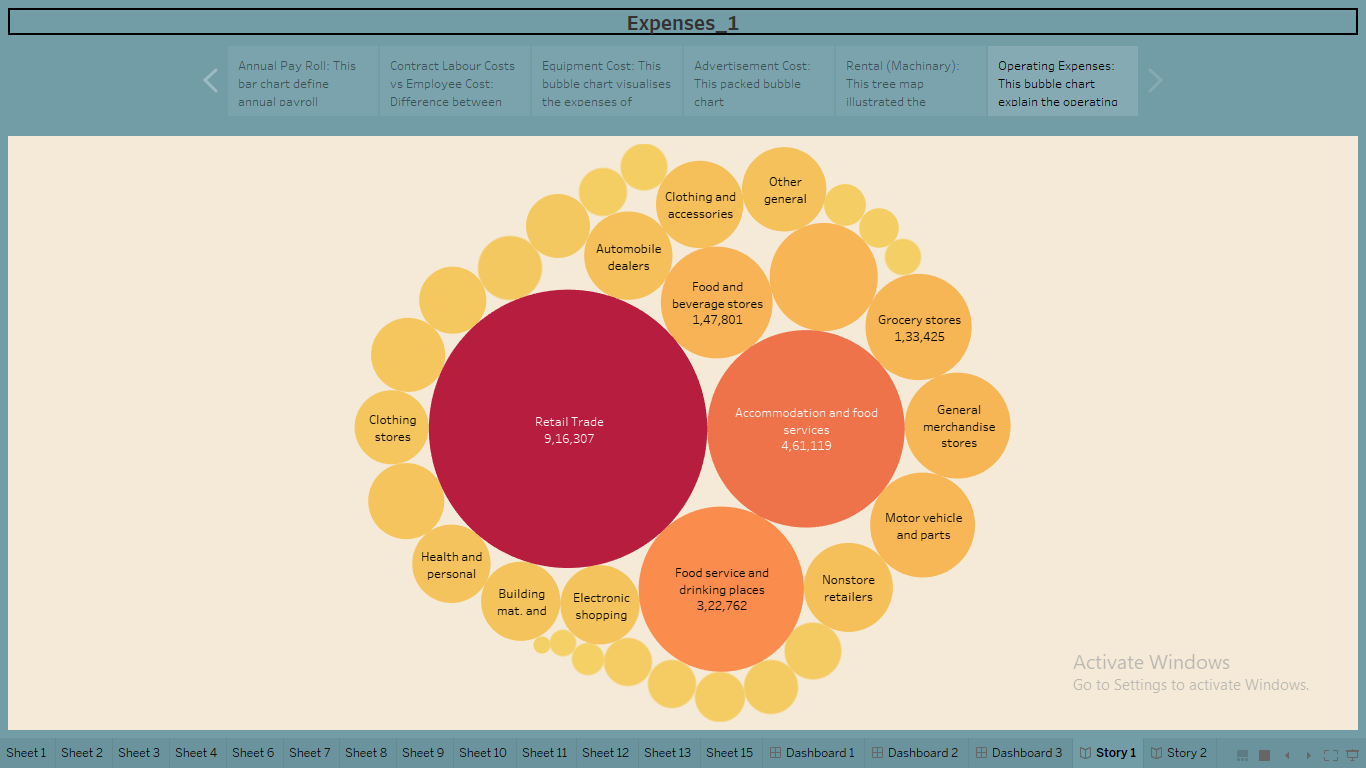 Expenses_1
Annual Pay Roll: This
bar chart define
annual payroll
Contract Labour Costs
vs Employee Cost:
Difference between
Equipment Cost: This
bubble chart visualises
the expenses of
Advertisement Cost:
This packed bubble
chart
Rental (Machinary):
This tree map
illustrated the
Operating Expenses:
This bubble chart
explain the operating
Clothing and
accessories
Other
general
Automobile
dealers
Food and
beverage stores
1,47,801
Grocery stores
1,33,425
Retail Trade
9,16,307
Accommodation and food
services
4,61,119
General
merchandise
stores
Clothing
stores
Motor vehicle
and parts
Health and
personal
Building
mat. and
Electronic
shopping
Food service and
drinking places
3,22,762
Nonstore
retailers
Activate Windows
Go to Settings to activate Windows.
Sheet 1 Sheet 2 Sheet 3 Sheet 4 Sheet 6 Sheet 7 Sheet 8 Sheet 9 Sheet 10 Sheet 11 Sheet 12 Sheet 13 Sheet 15 Dashboard 1 Dashboard 2 Dashboard 3 Story 1 Story 2